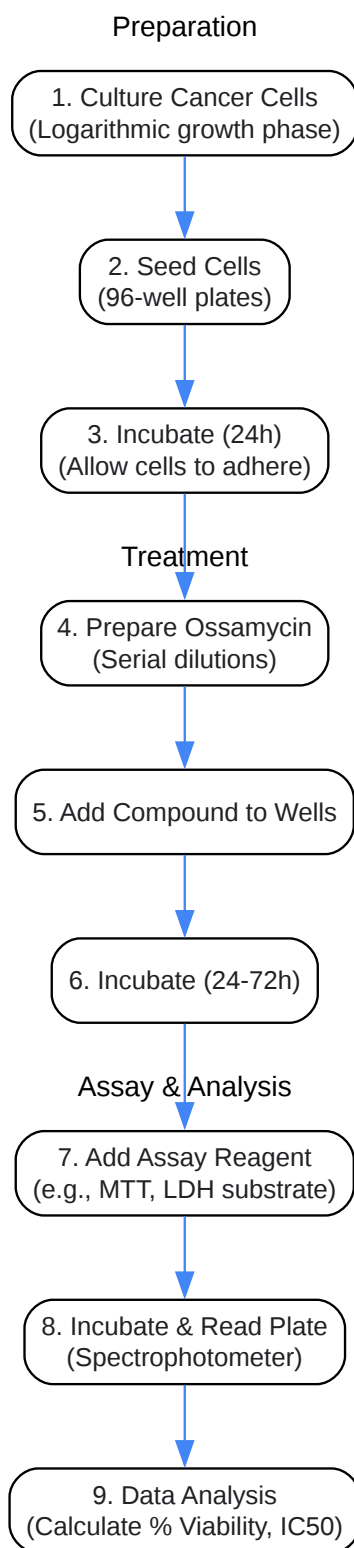 Preparation
1. Culture Cancer Cells
(Logarithmic growth phase)
2. Seed Cells
(96-well plates)
3. Incubate (24h)
(Allow cells to adhere)
Treatment
4. Prepare Ossamycin
(Serial dilutions)
5. Add Compound to Wells
6. Incubate (24-72h)
Assay & Analysis
7. Add Assay Reagent
(e.g., MTT, LDH substrate)
8. Incubate & Read Plate
(Spectrophotometer)
9. Data Analysis
(Calculate % Viability, IC50)